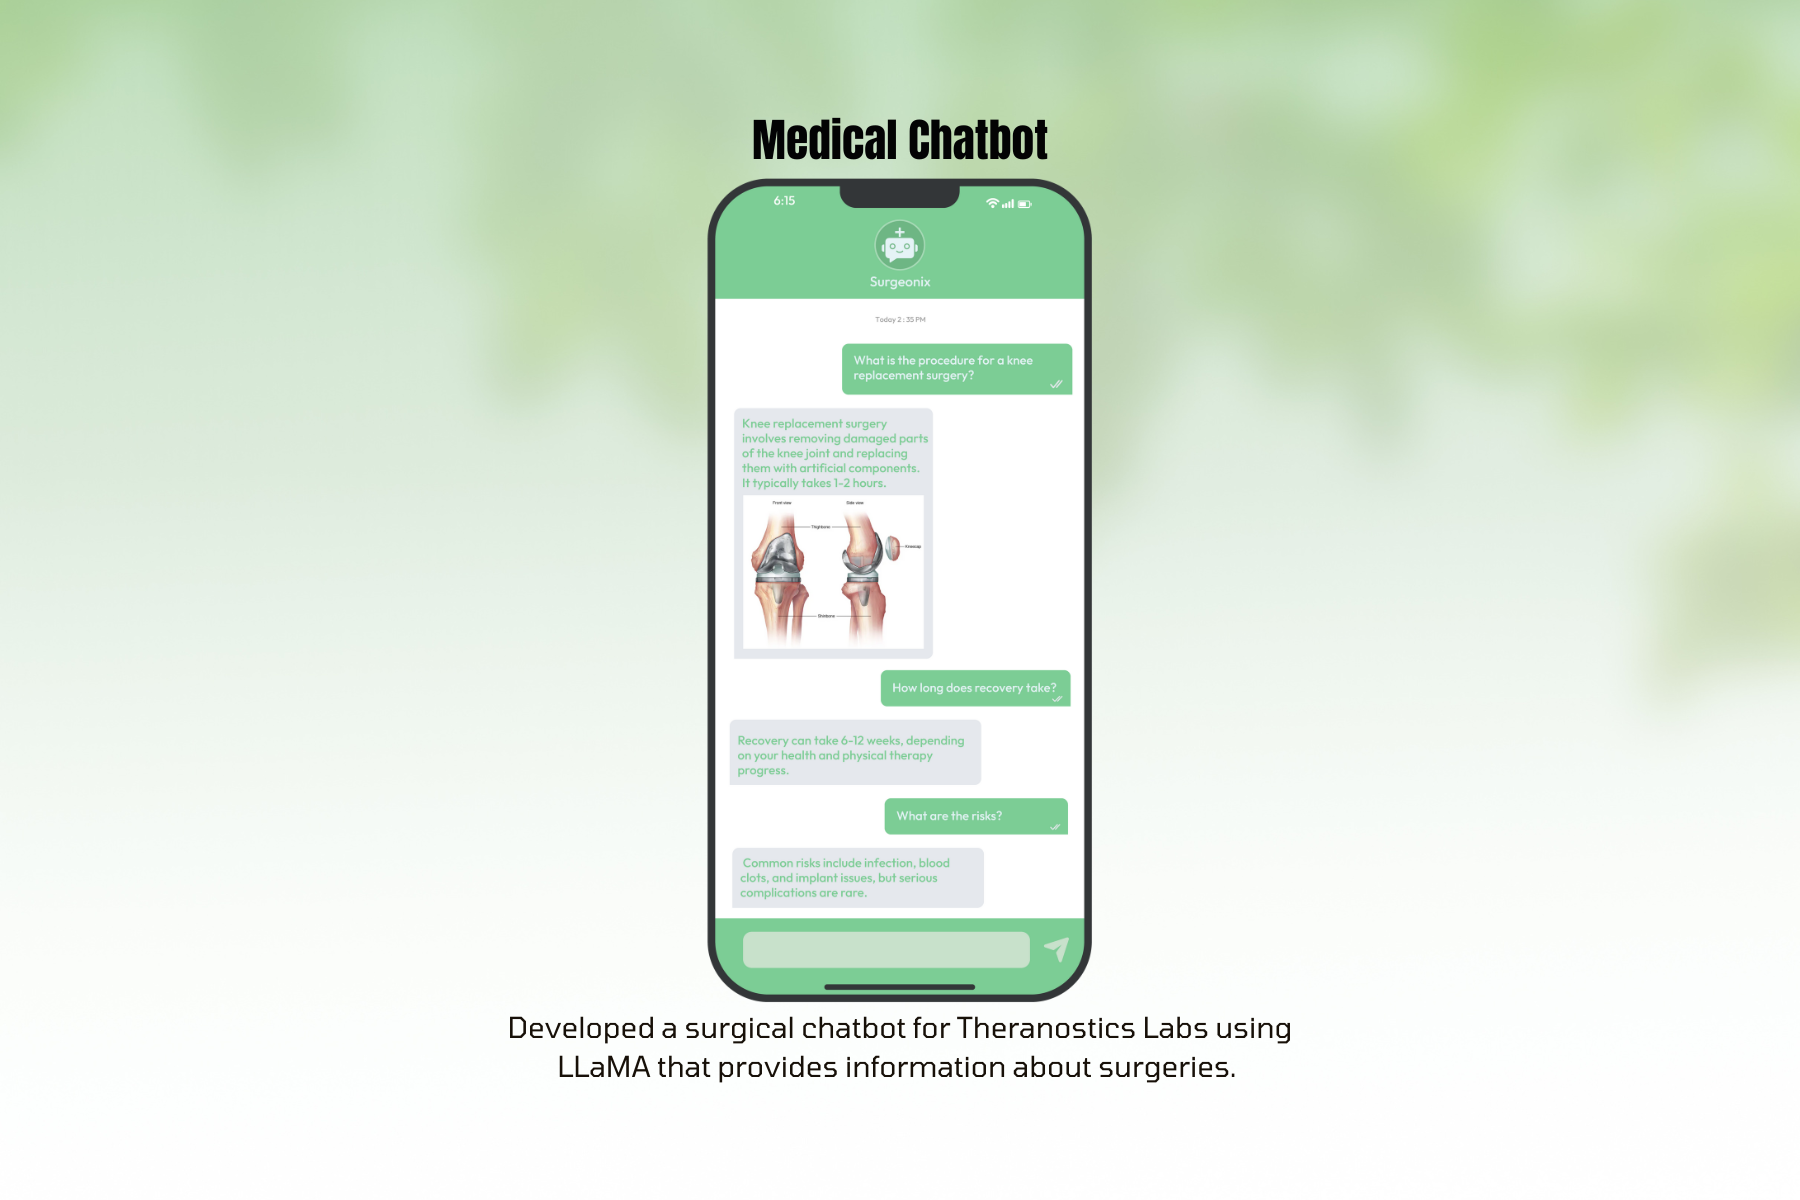 Medical Chatbot
6:15
Surgeonix
Today 2 : 35 PM
What is the procedure for a knee
replacement surgery?
Knee replacement surgery
involves removing damaged parts
of the knee joint and replacing
them with artificial components.
It typically takes 1-2 hours.
Front view Side view
Thighbone
Kneecap
Shinbone
How long does recovery take?
Recovery can take 6-12 weeks, depending
on your health and physical therapy
progress.
What are the risks?
Common risks include infection, blood
clots, and implant issues, but serious
complications are rare.
Developed a surgical chatbot for Theranostics Labs using
LLaMA that provides information about surgeries.